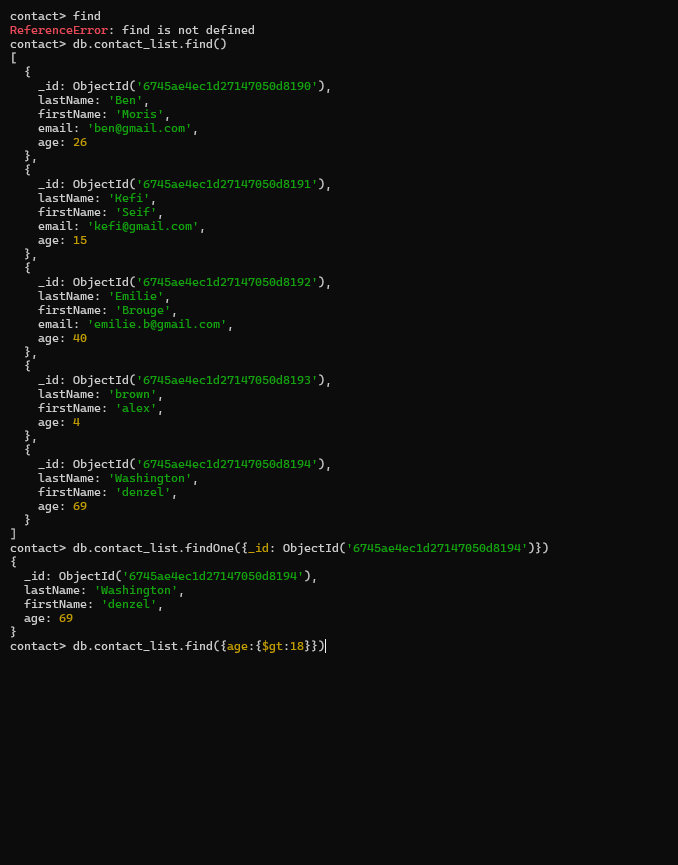 contact> find
ReferenceError: find is not defined
contact> db.contact_list.find()
[
  {
    _id: ObjectId('6745ae4ec1d27147050d8190'),
    lastName: 'Ben',
    firstName: 'Moris',
    email: 'ben@gmail.com',
    age: 26
  },
  {
    _id: ObjectId('6745ae4ec1d27147050d8191'),
    lastName: 'Kefi',
    firstName: 'Seif',
    email: 'kefi@gmail.com',
    age: 15
  },
  {
    _id: ObjectId('6745ae4ec1d27147050d8192'),
    lastName: 'Emilie',
    firstName: 'Brouge',
    email: 'emilie.b@gmail.com',
    age: 40
  },
  {
    _id: ObjectId('6745ae4ec1d27147050d8193'),
    lastName: 'brown',
    firstName: 'alex',
    age: 4
  },
  {
    _id: ObjectId('6745ae4ec1d27147050d8194'),
    lastName: 'Washington',
    firstName: 'denzel',
    age: 69
  }
]
contact> db.contact_list.findOne({_id: ObjectId('6745ae4ec1d27147050d8194')})
{
  _id: ObjectId('6745ae4ec1d27147050d8194'),
  lastName: 'Washington',
  firstName: 'denzel',
  age: 69
}
contact> db.contact_list.find({age:{$gt:18}})